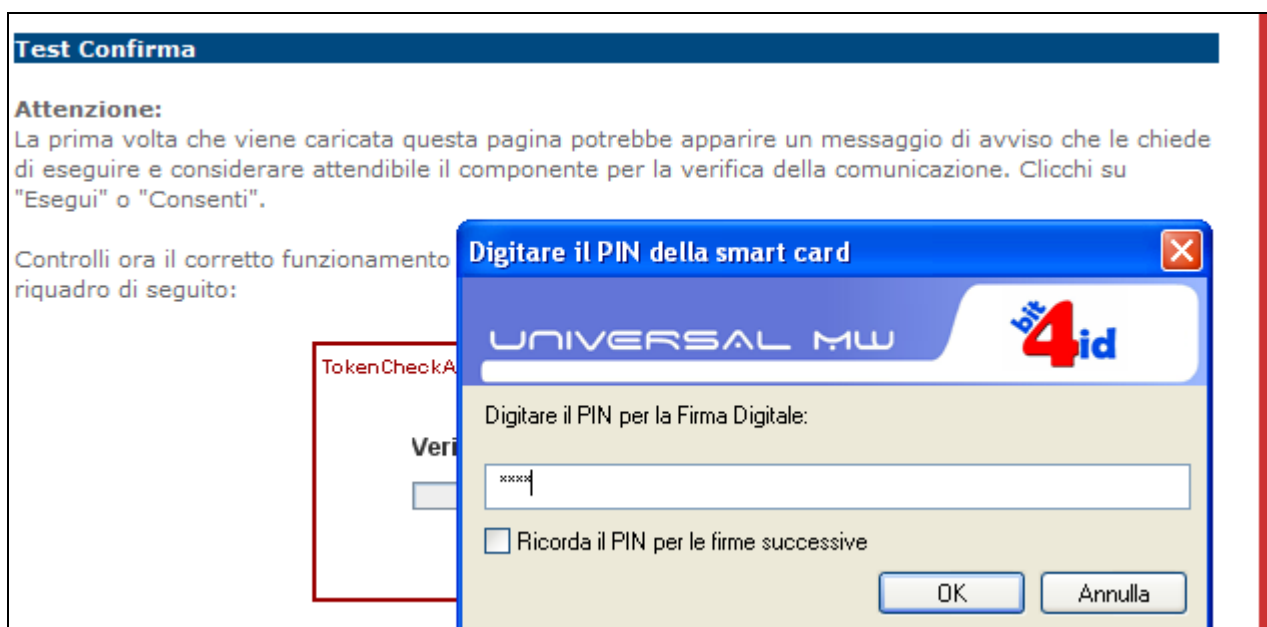 Test Confirma
Attenzione:
La prima volta che viene caricata questa pagina potrebbe apparire un messaggio di avviso che le chiede
di eseguire e considerare attendibile il componente per la verifica della comunicazione. Clicchi su
"Esegui" o "Consenti".
Controlli ora il corretto funzionamento
riquadro di seguito:
TokenCheckA
Veri
Digitare il PIN della smart card
UNIVERSAL MW
bit4id
Digitare il PIN per la Firma Digitale:
****
Ricorda il PIN per le firme successive
OK
Annulla